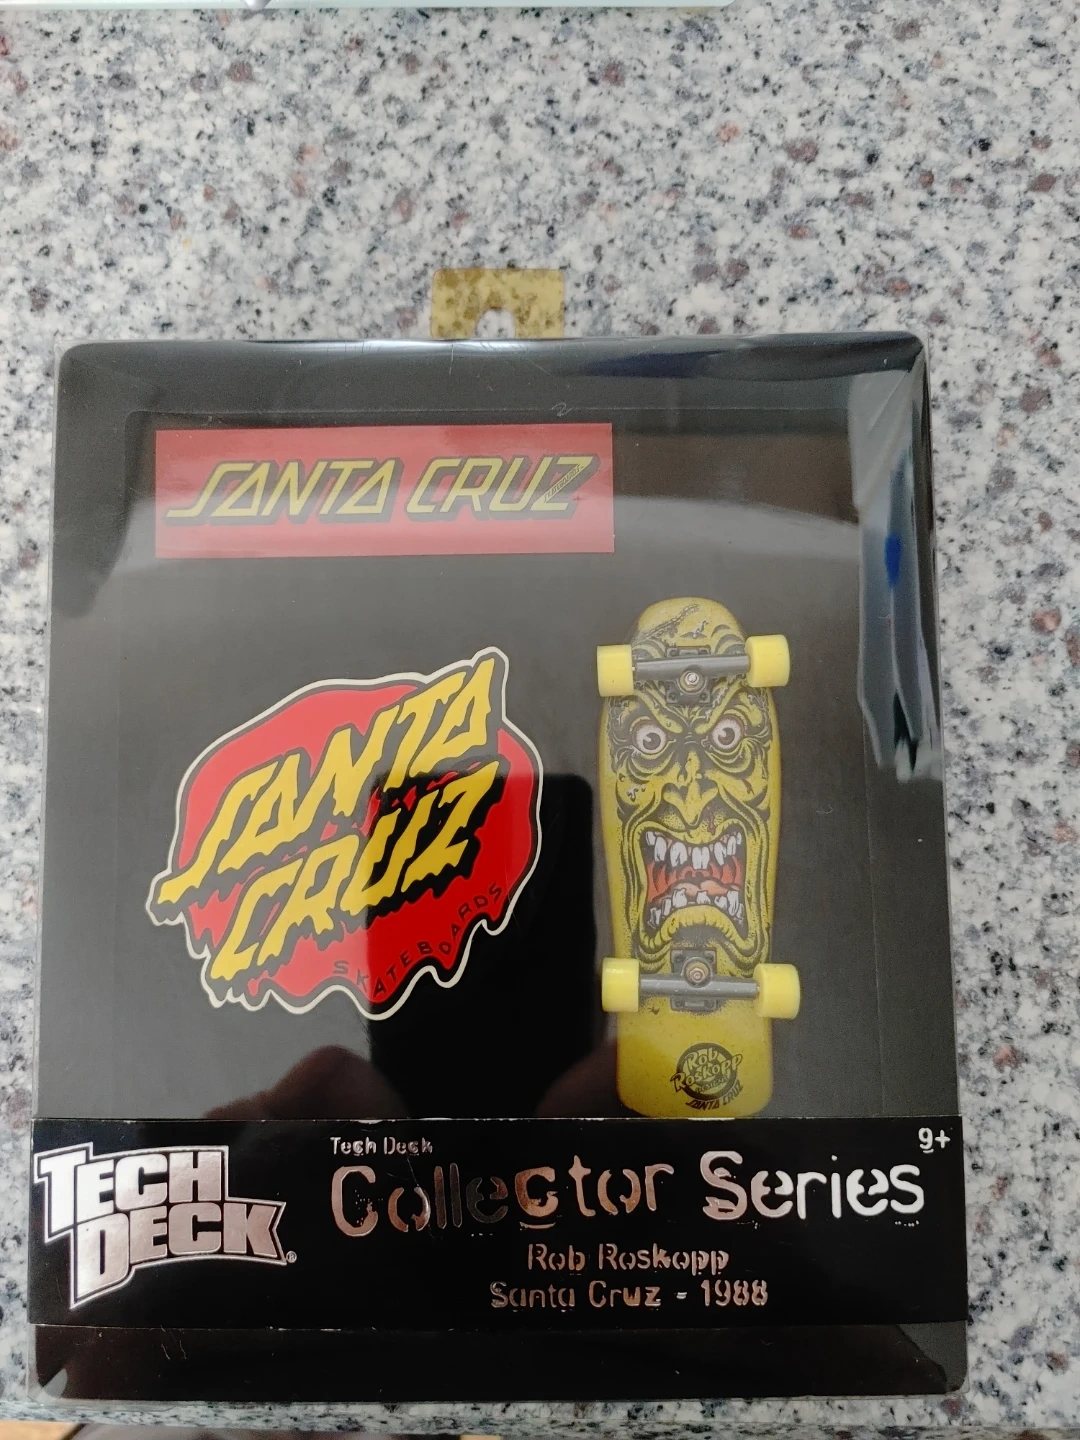 SANTA CRUZ
SANTA
CRUZ
SKATEBOARDS
Rob
Roskopp
SANTA CRUZ
TECH
DECK
®
Tech Deck
Collector Series
9+
Rob Roskopp
Santa Cruz - 1988